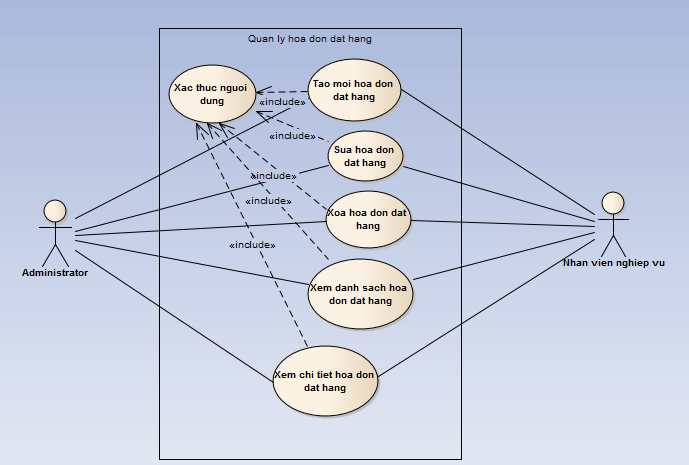 Quan ly hoa don dat hang
Xac thuc nguoi
dung
Tao moi hoa don
dat hang
«include»
«include»
Sua hoa don
dat hang
«include»
«include»
Xoa hoa don dat
hang
«include»
Administrator
Nhan vien nghiep vu
Xem danh sach hoa
don dat hang
Xem chi tiet hoa don
dat hang